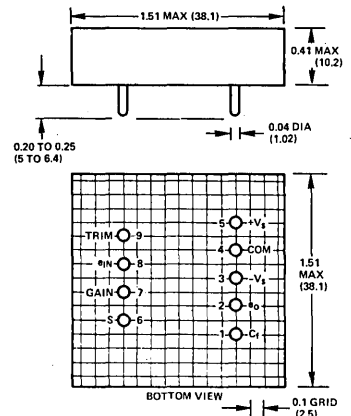 1.51 MAX (38.1)
0.41 MAX
(10.2)
0.20 TO 0.25
(5 TO 6.4)
0.04 DIA
(1.02)
TRIM 9
eIN 8
GAIN 7
S 6
5 +Vs
4 COM
3 -Vs
2 eo
1 Cf
1.51
MAX
(38.1)
BOTTOM VIEW
0.1 GRID
(2.5)